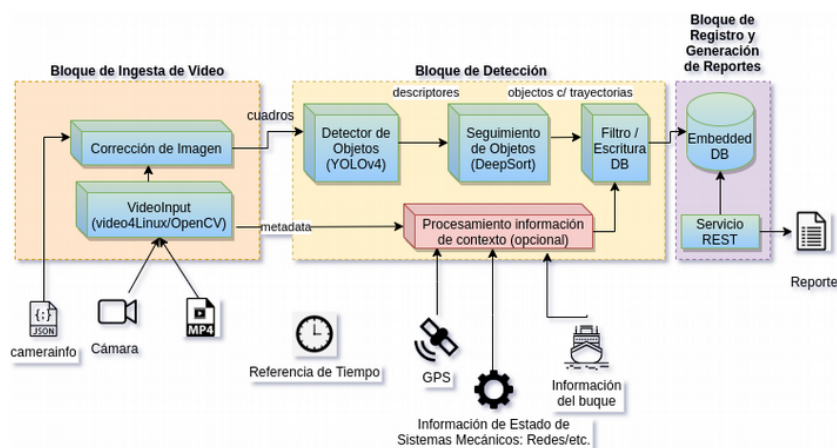 Bloque de Ingesta de Video
Bloque de Detección
Bloque de
Registro y
Generación
de Reportes
cuadros
descriptores
objectos c/ trayectorias
Corrección de Imagen
Detector de
Objetos
(YOLOv4)
Seguimiento
de Objetos
(DeepSort)
Filtro /
Escritura
DB
Embedded
DB
VideoInput
(video4Linux/OpenCV)
metadata
Procesamiento información
de contexto (opcional)
Servicio
REST
Reporte
{;}
JSON
camerainfo
Cámara
MP4
Referencia de Tiempo
GPS
Información
del buque
Información de Estado de
Sistemas Mecánicos: Redes/etc.